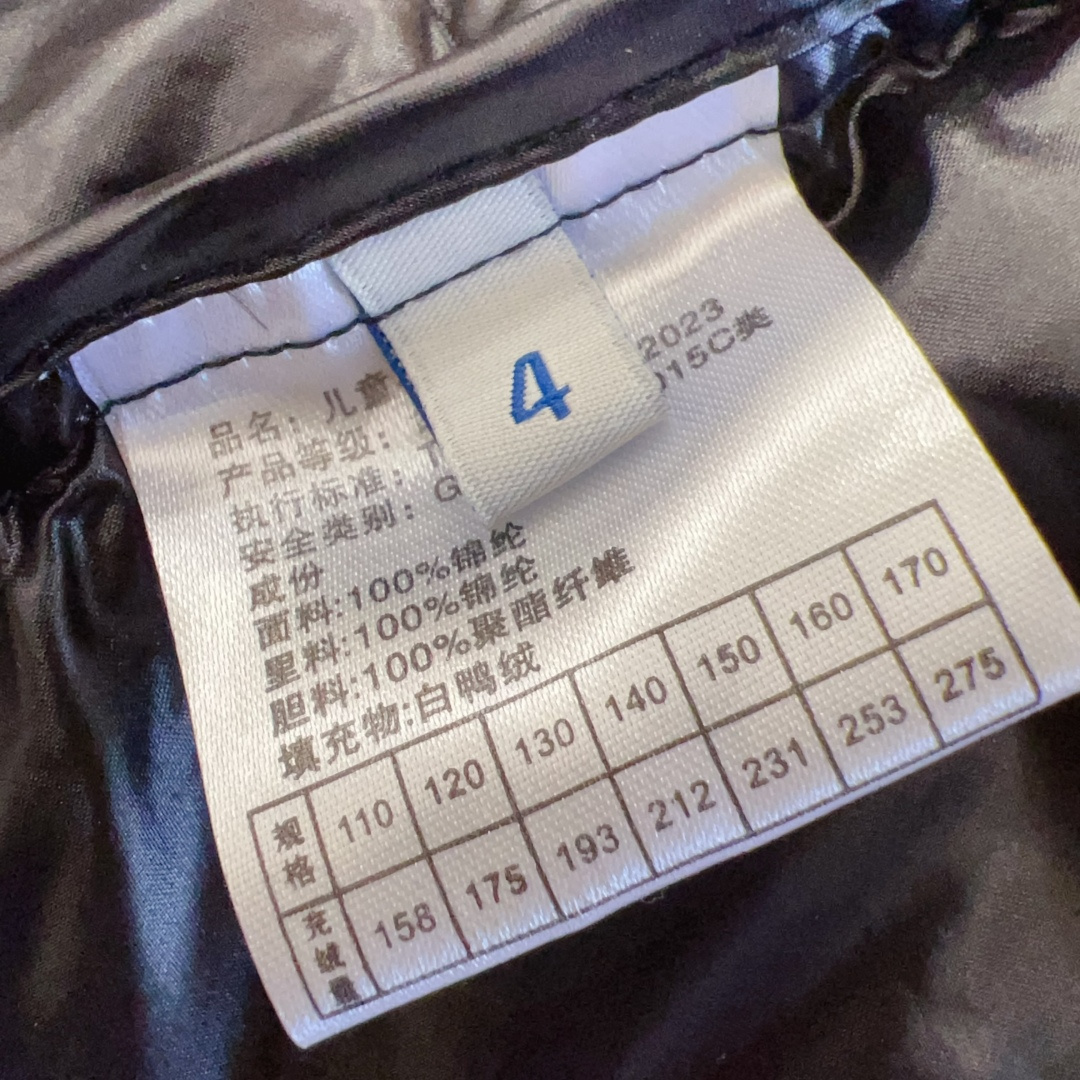 4
品名: 儿童
产品等级:
执行标准: 2023
安全类别: G 015C类
成份
面料:100%锦纶
里料:100%锦纶
胆料:100%聚酯纤维
填充物:白鸭绒
规格 110 120 130 140 150 160 170
充绒量 158 175 193 212 231 253 275